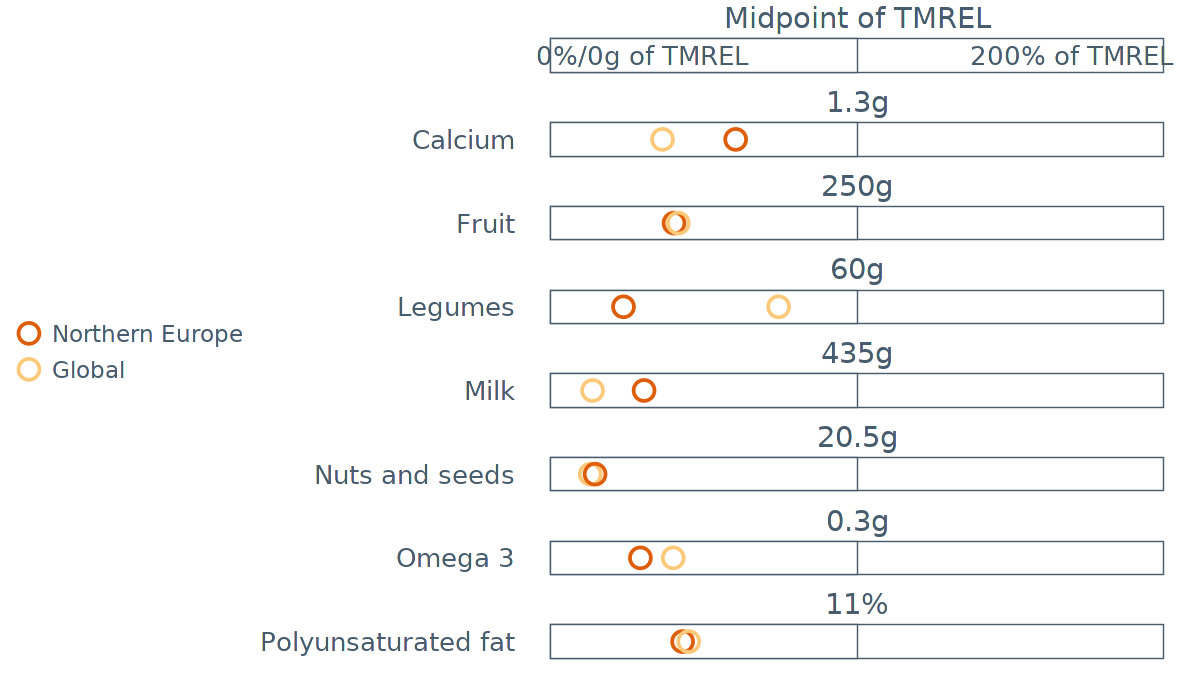 Midpoint of TMREL
0%/0g of TMREL 200% of TMREL
1.3g
Calcium
250g
Fruit
60g
Legumes
Northern Europe
435g
Global
Milk
20.5g
Nuts and seeds
0.3g
Omega 3
11%
Polyunsaturated fat